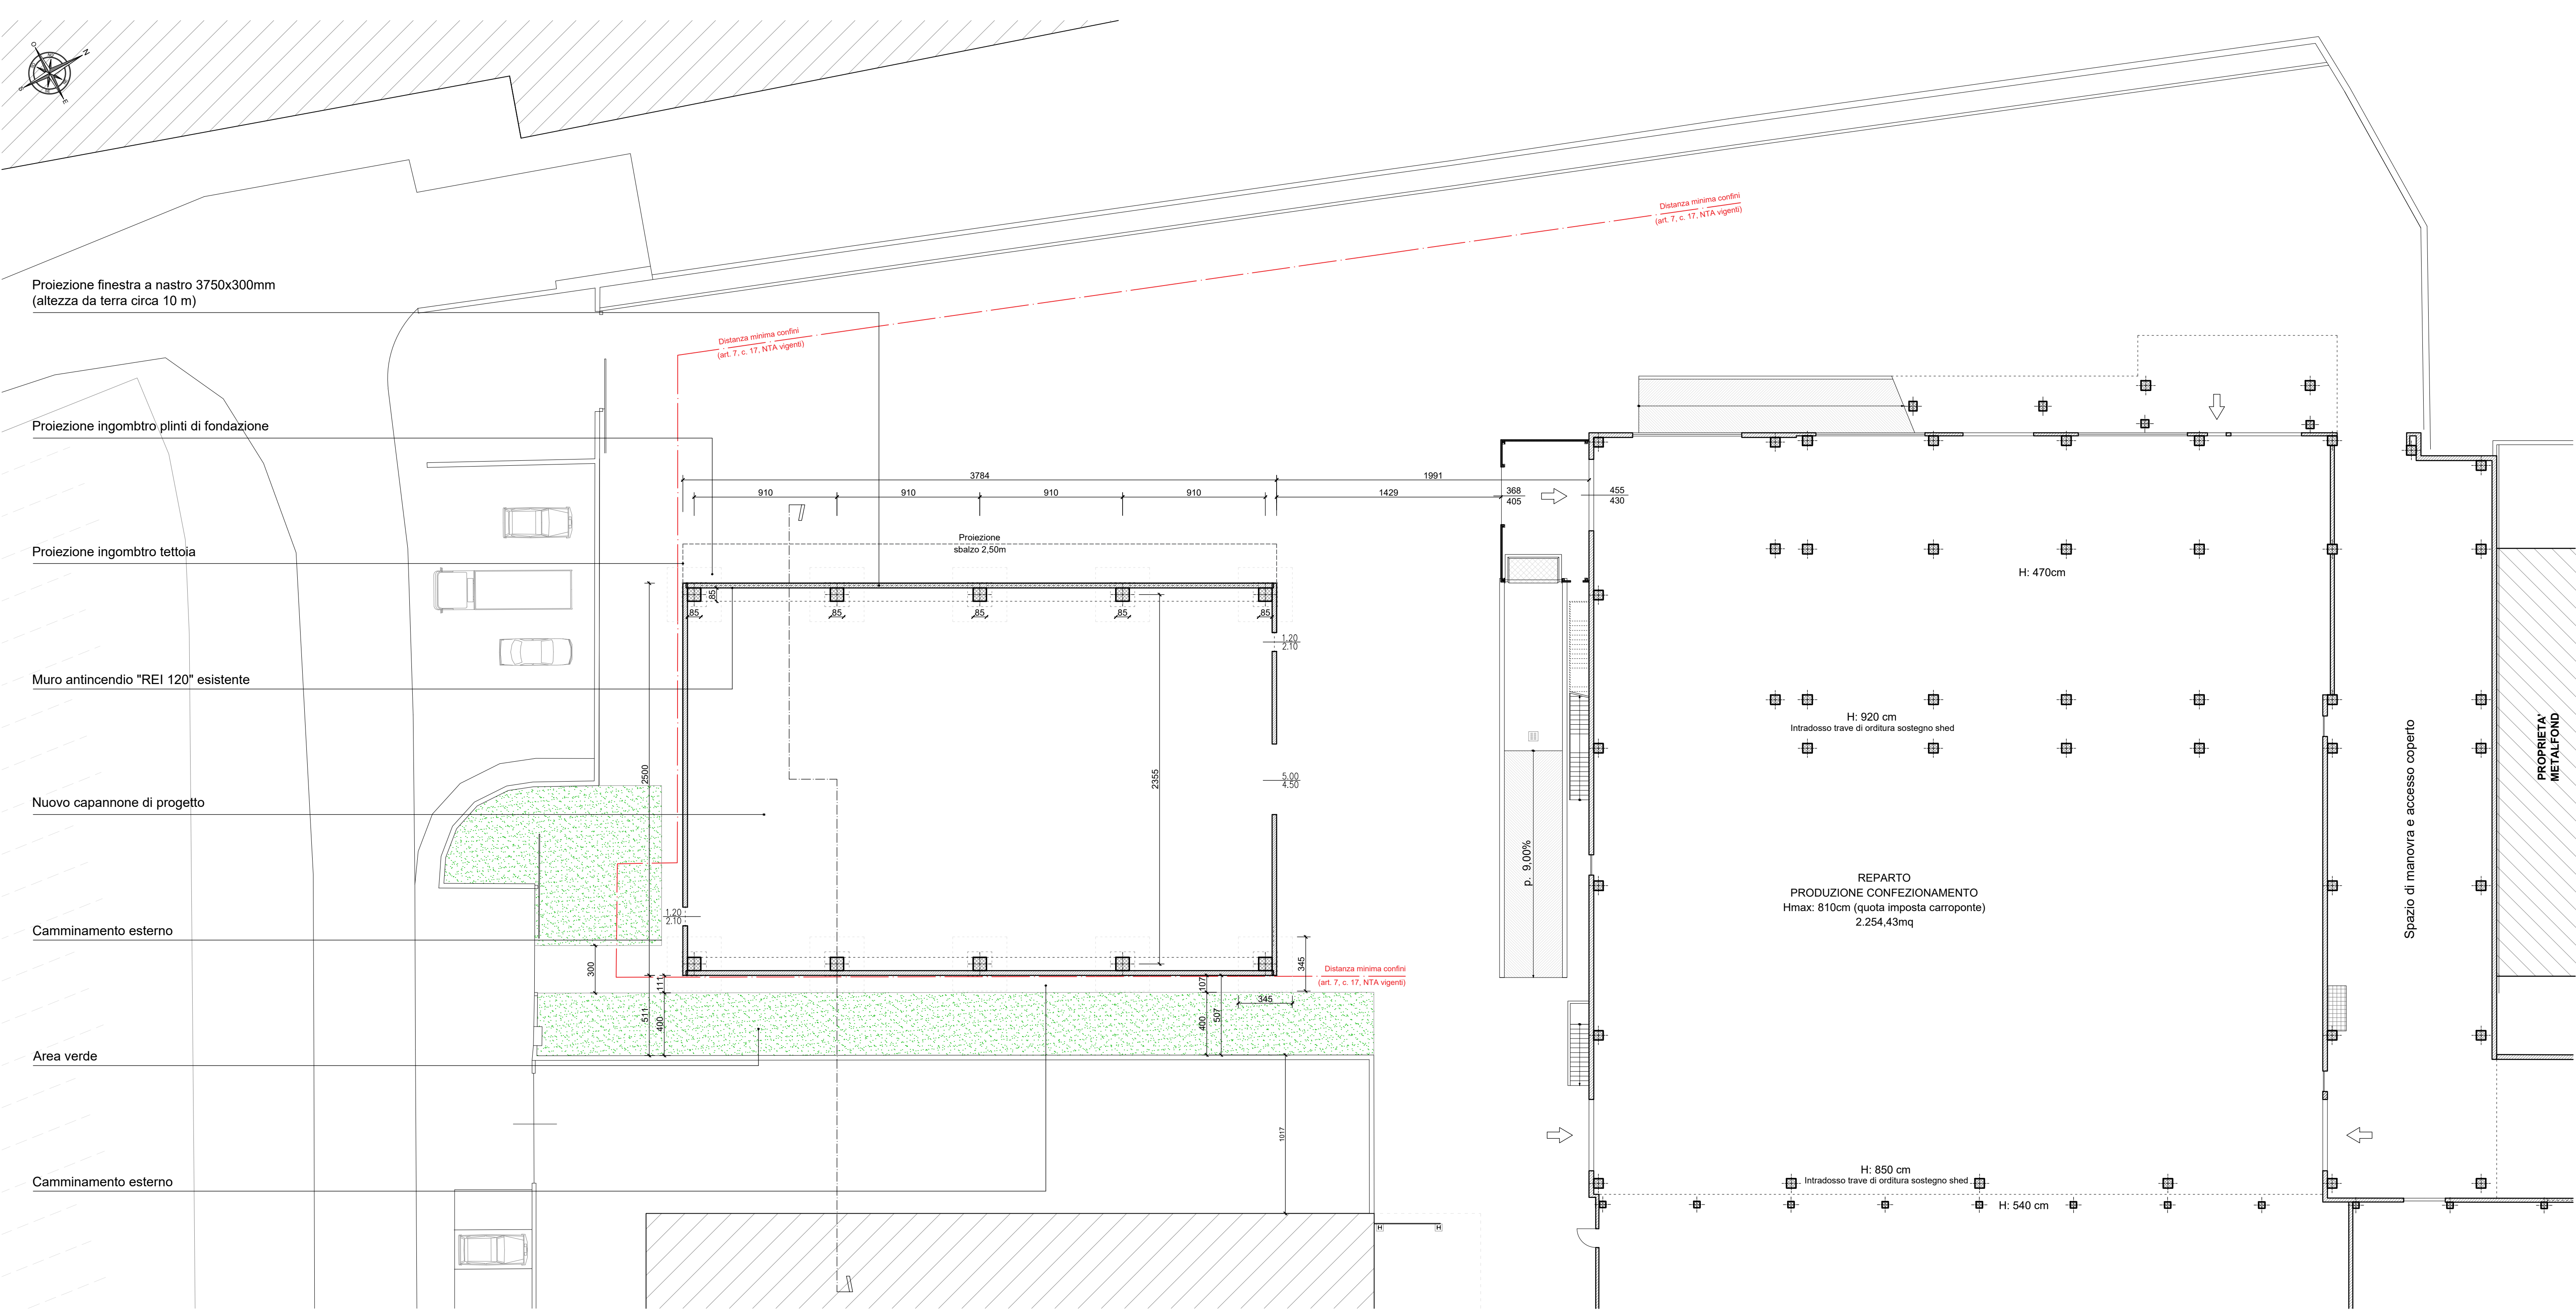 O
N
S
E
Distanza minima confini
(art. 7, c. 17, NTA vigenti)
Proiezione finestra a nastro 3750x300mm
(altezza da terra circa 10 m)
Distanza minima confini
(art. 7, c. 17, NTA vigenti)
Proiezione ingombtro plinti di fondazione
3784
1991
910
910
910
910
1429
368
405
455
430
Proiezione ingombtro tettoia
Proiezione
sbalzo 2,50m
H: 470cm
85
85
85
85
85
85
1.20
2.10
Muro antincendio "REI 120" esistente
H: 920 cm
Intradosso trave di orditura sostegno shed
PROPRIETA'
METALFOND
Spazio di manovra e accesso coperto
2500
2355
5.00
4.50
Nuovo capannone di progetto
p. 9,00%
REPARTO
PRODUZIONE CONFEZIONAMENTO
Hmax: 810cm (quota imposta carroponte)
2.254,43mq
1.20
2.10
Camminamento esterno
300
111
107
345
Distanza minima confini
(art. 7, c. 17, NTA vigenti)
345
511
400
400
507
Area verde
1017
Camminamento esterno
H: 850 cm
Intradosso trave di orditura sostegno shed
H: 540 cm
H
H